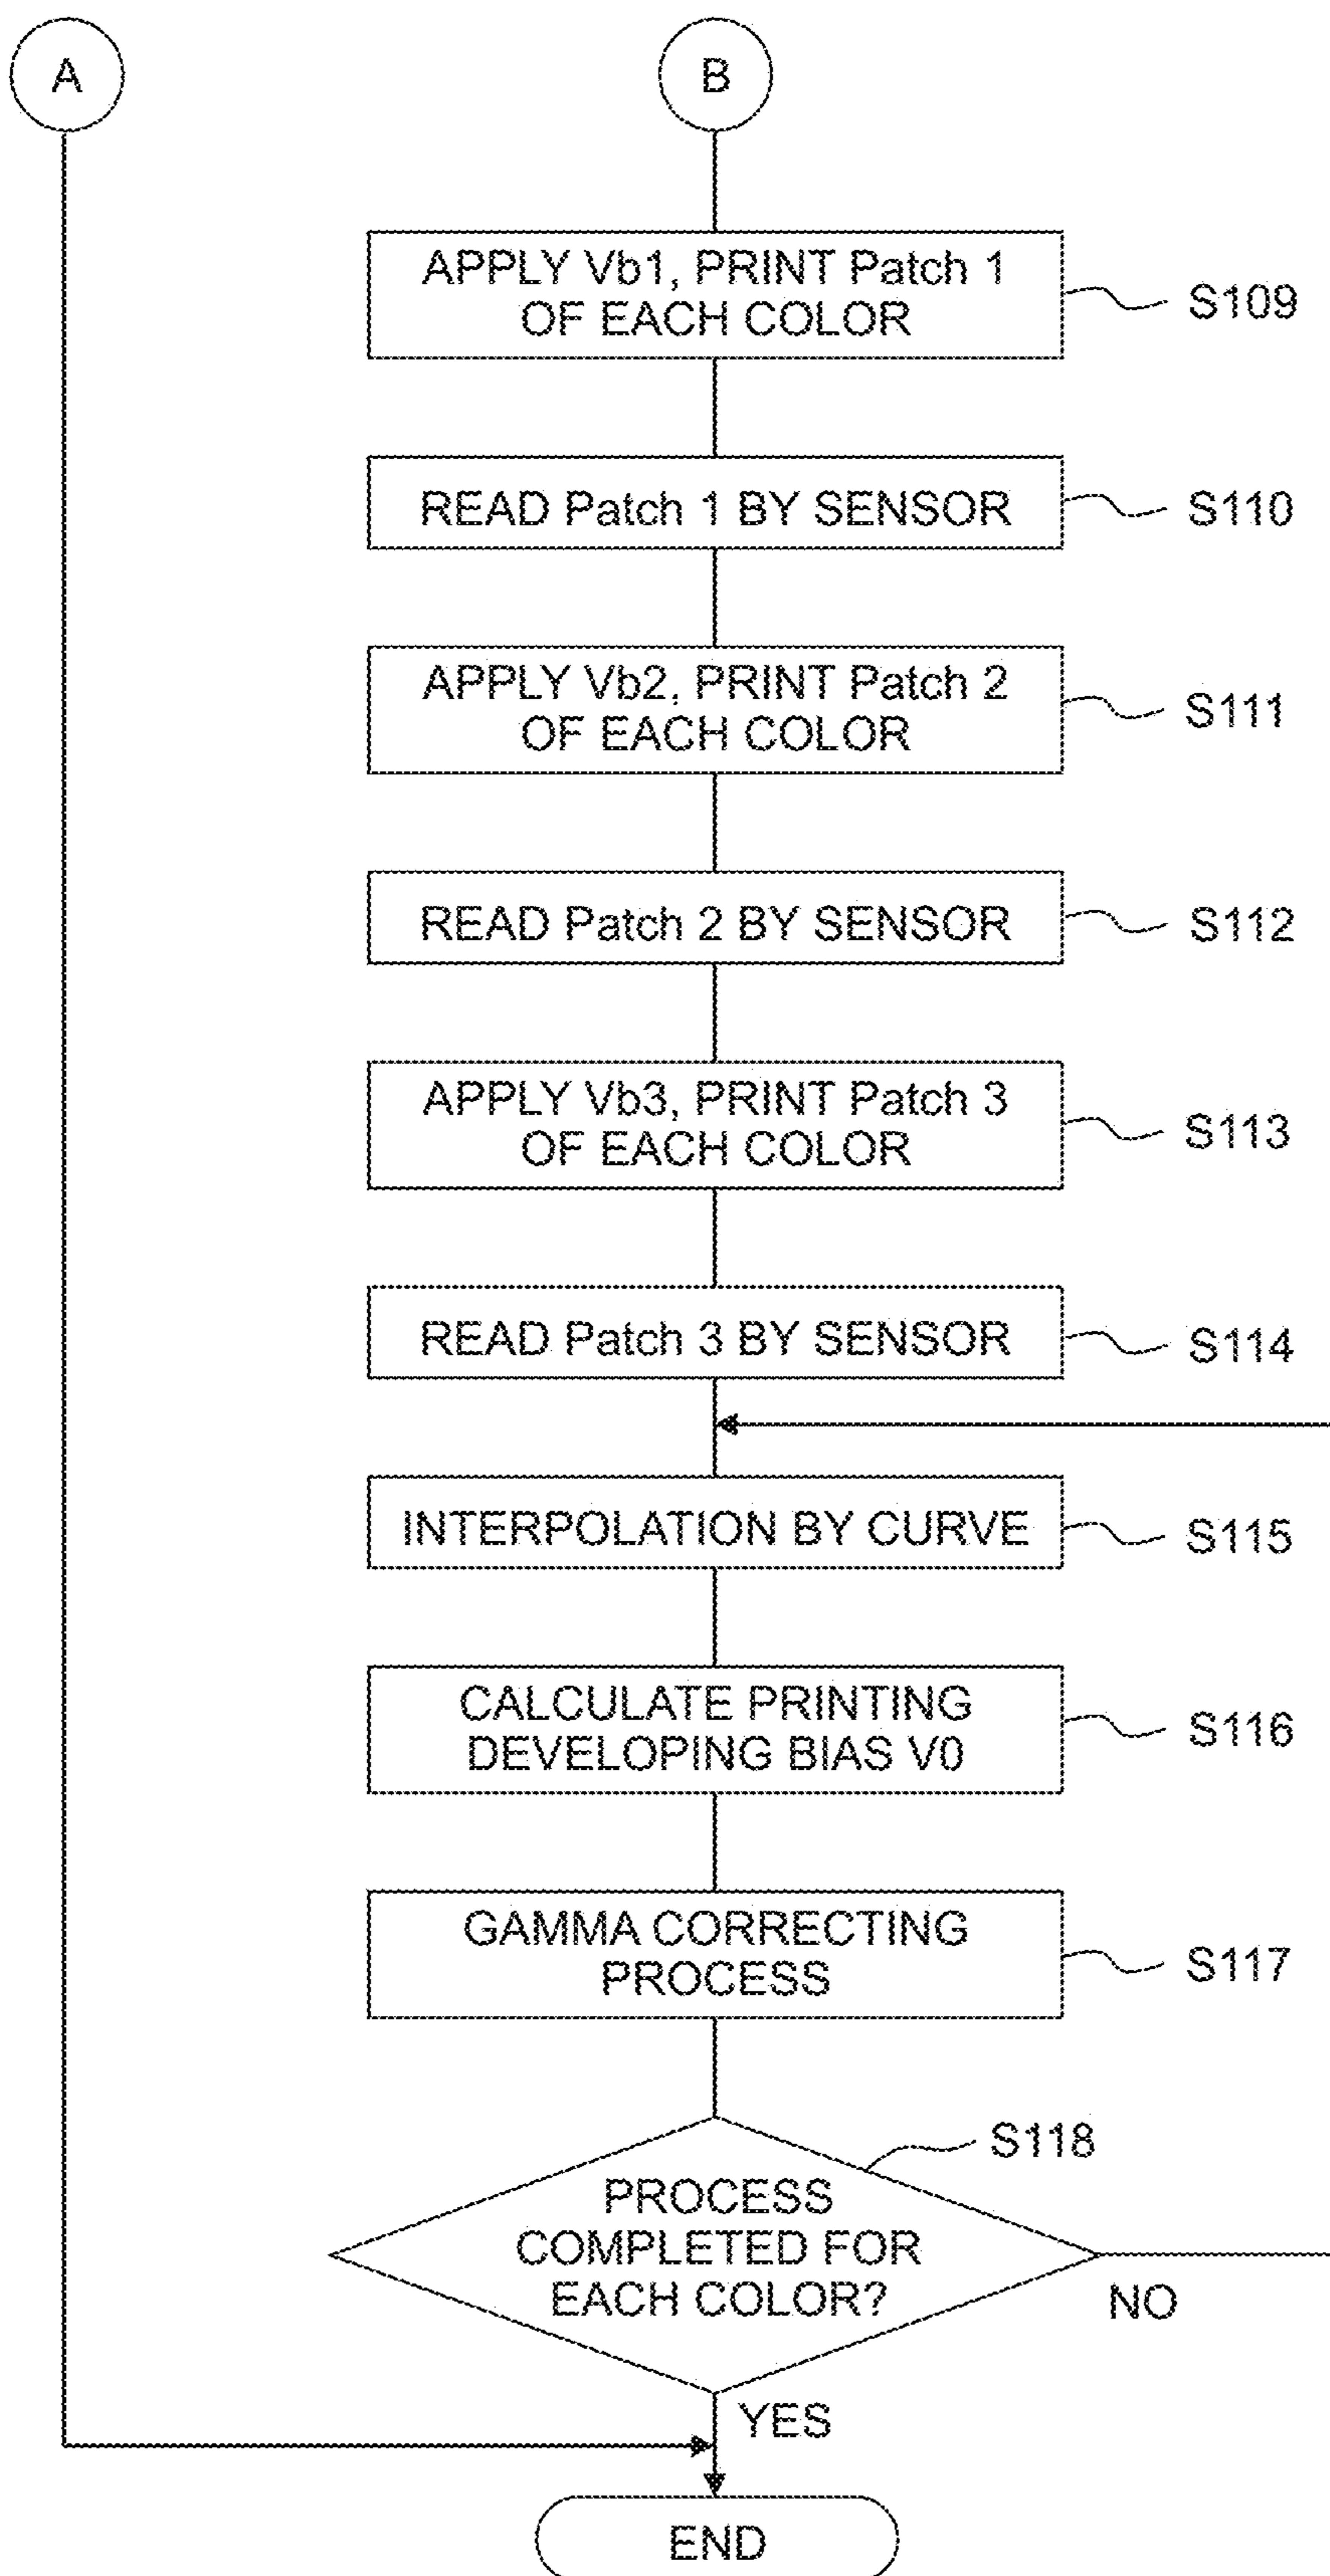 A
B
APPLY Vb1, PRINT Patch 1
OF EACH COLOR
S109
READ Patch 1 BY SENSOR
S110
APPLY Vb2, PRINT Patch 2
OF EACH COLOR
S111
READ Patch 2 BY SENSOR
S112
APPLY Vb3, PRINT Patch 3
OF EACH COLOR
S113
READ Patch 3 BY SENSOR
S114
INTERPOLATION BY CURVE
S115
CALCULATE PRINTING
DEVELOPING BIAS V0
S116
GAMMA CORRECTING
PROCESS
S117
S118
PROCESS
COMPLETED FOR
EACH COLOR?
NO
YES
END